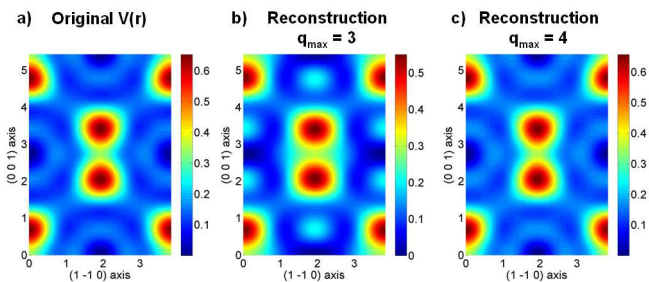 a) Original V(r)
b) Reconstruction
q_max = 3
c) Reconstruction
q_max = 4
5
4
3
2
1
0
(0 0 1) axis
0 1 2 3
(1 -1 0) axis
0.6
0.5
0.4
0.3
0.2
0.1
5
4
3
2
1
0
(0 0 1) axis
0 1 2 3
(1 -1 0) axis
0.5
0.4
0.3
0.2
0.1
0
5
4
3
2
1
0
(0 0 1) axis
0 1 2 3
(1 -1 0) axis
0.6
0.5
0.4
0.3
0.2
0.1